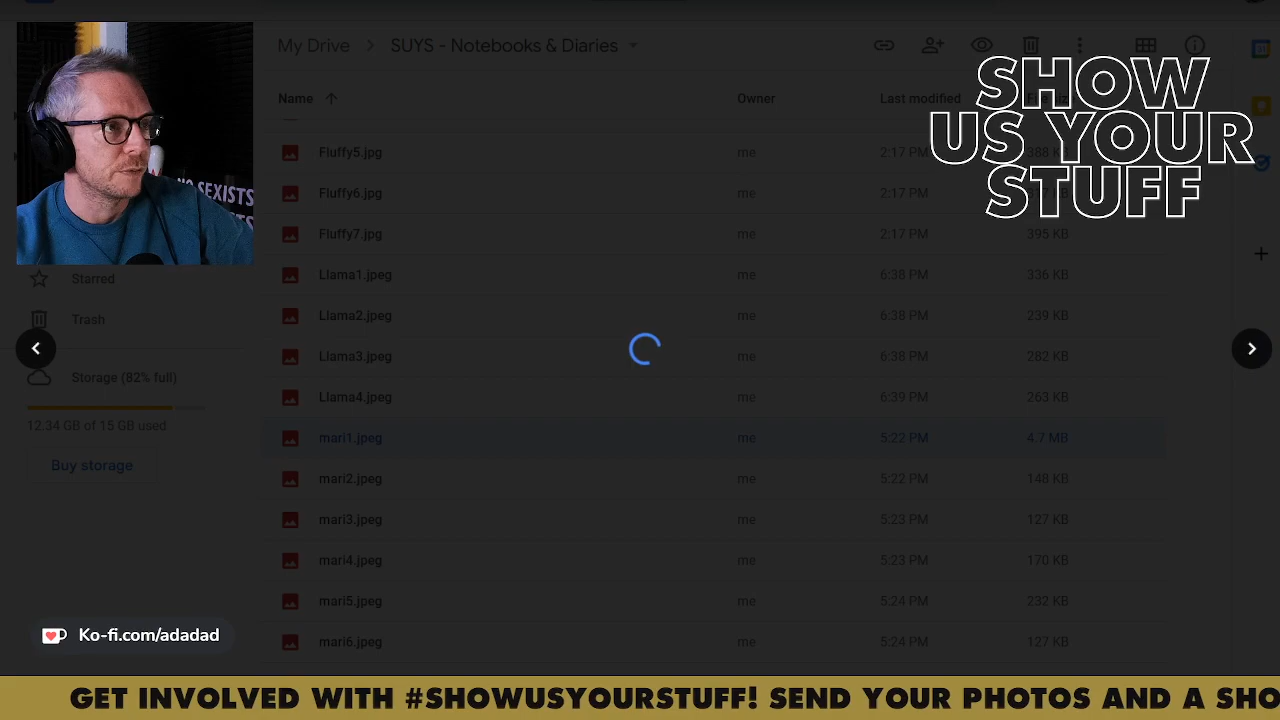 My Drive > SUYS - Notebooks & Diaries
SHOW
US YOUR
STUFF
Name Owner Last modified
Fluffy5.jpg me 2:17 PM 388 KB
Fluffy6.jpg me 2:17 PM
Fluffy7.jpg me 2:17 PM 395 KB
Llama1.jpeg me 6:38 PM 336 KB
Llama2.jpeg me 6:38 PM 239 KB
Llama3.jpeg me 6:38 PM 282 KB
Llama4.jpeg me 6:39 PM 263 KB
mari1.jpeg me 5:22 PM 4.7 MB
mari2.jpeg me 5:22 PM 148 KB
mari3.jpeg me 5:23 PM 127 KB
mari4.jpeg me 5:23 PM 170 KB
mari5.jpeg me 5:24 PM 232 KB
mari6.jpeg me 5:24 PM 127 KB
NO SEXISTS
Starred
Trash
Storage (82% full)
12.34 GB of 15 GB used
Buy storage
Ko-fi.com/adadad
GET INVOLVED WITH #SHOWUSYOURSTUFF! SEND YOUR PHOTOS AND A SHO